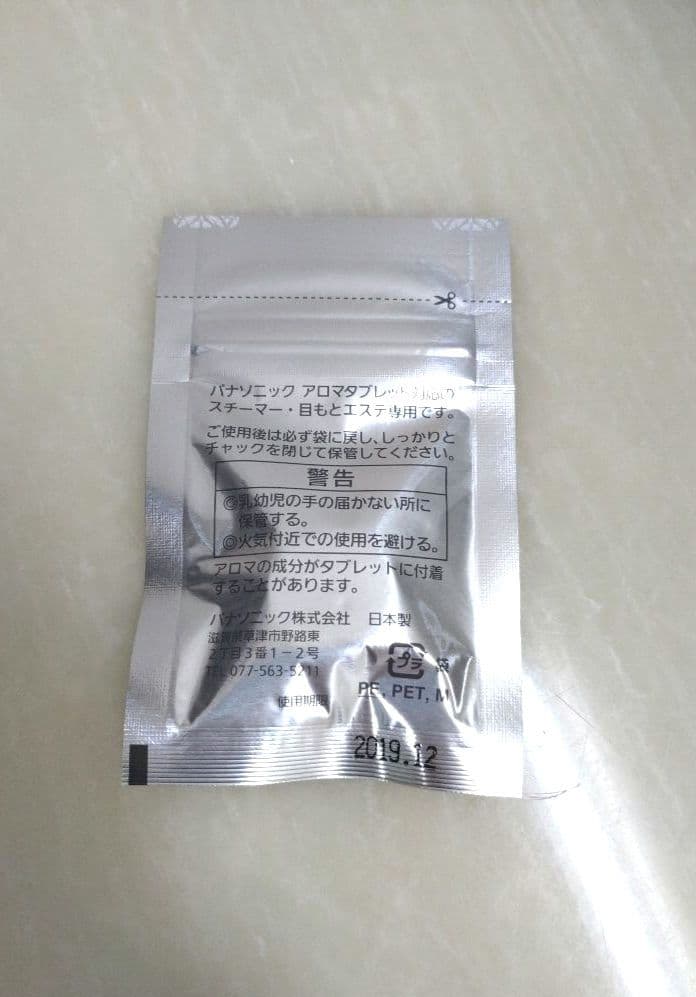 パナソニック アロマタブレット対応の
スチーマー・目もとエステ専用です。
ご使用後は必ず袋に戻し、しっかりと
チャックを閉じて保管してください。
警告
◎乳幼児の手の届かない所に
保管する。
◎火気付近での使用を避ける。
アロマの成分がタブレットに付着
することがあります。
パナソニック株式会社 日本製
滋賀県草津市野路東
2丁目3番1-2号
TEL 077-563-5211
プラ 袋
PE, PET, M
使用期限
2019.12